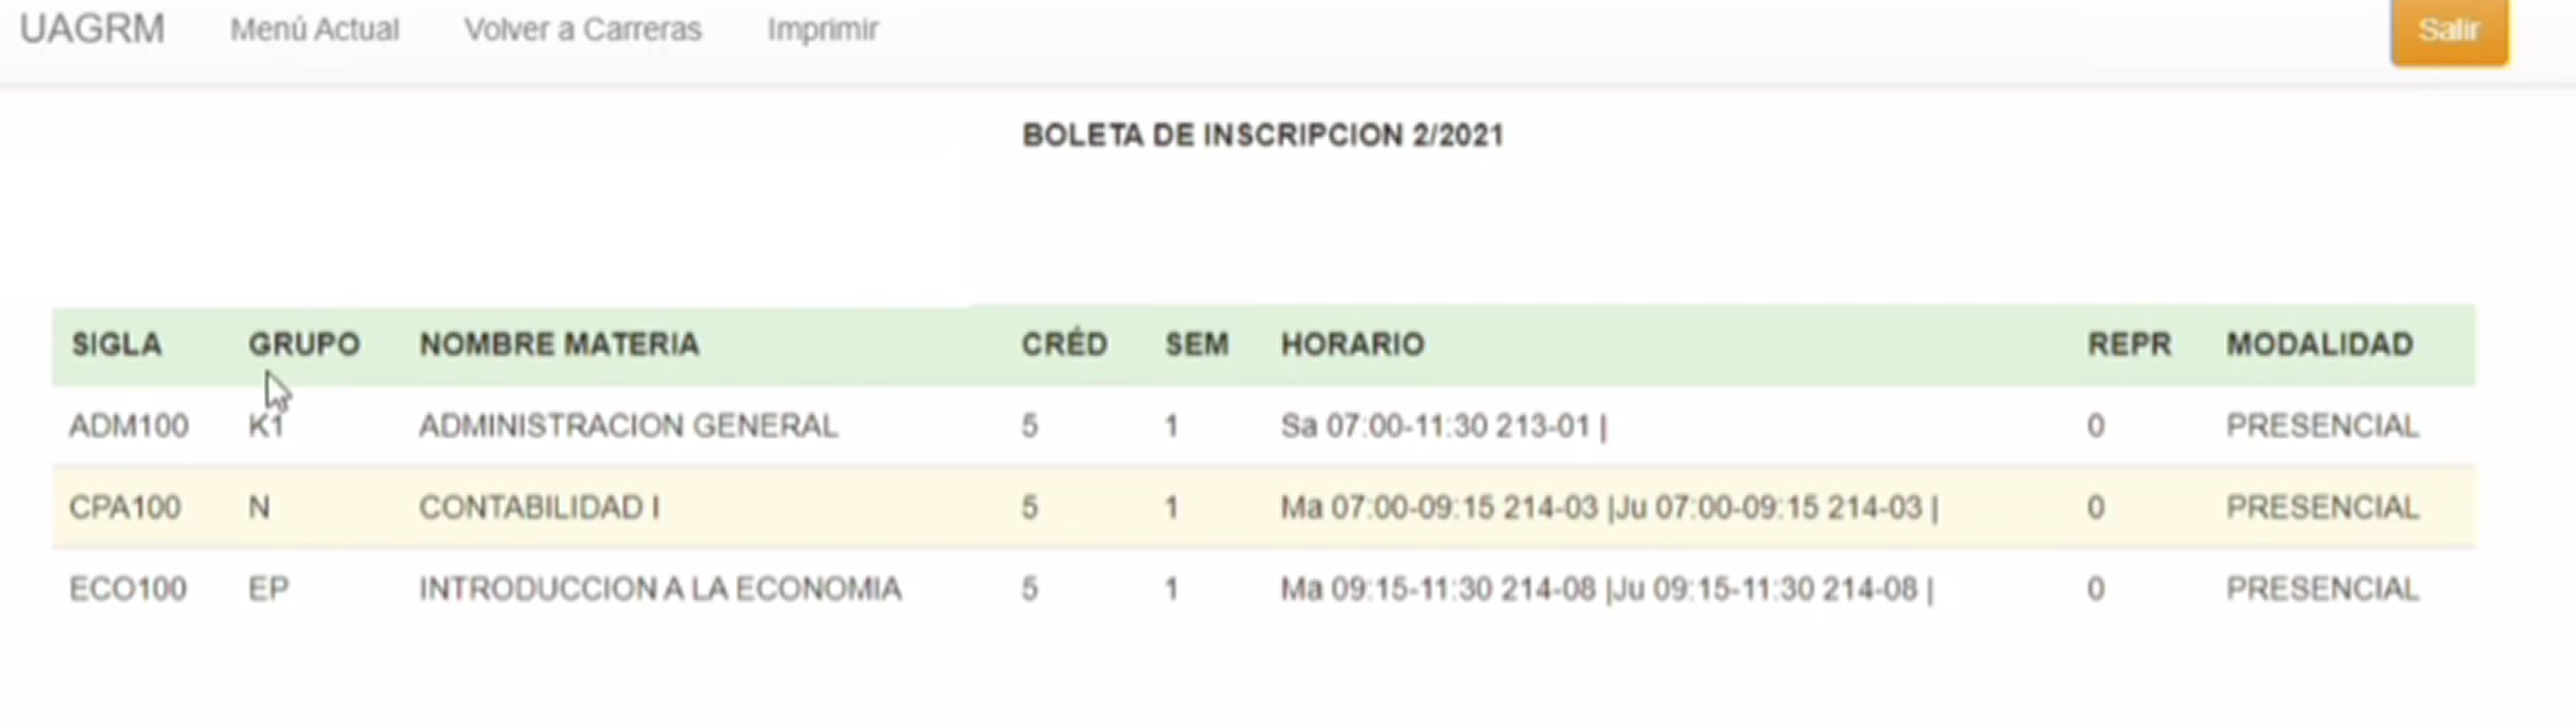 UAGRM Menú Actual Volver a Carreras Imprimir Salir
BOLETA DE INSCRIPCION 2/2021
SIGLA GRUPO NOMBRE MATERIA CRÉD SEM HORARIO REPR MODALIDAD
ADM100 K1 ADMINISTRACION GENERAL 5 1 Sa 07:00-11:30 213-01 | 0 PRESENCIAL
CPA100 N CONTABILIDAD I 5 1 Ma 07:00-09:15 214-03 |Ju 07:00-09:15 214-03 | 0 PRESENCIAL
ECO100 EP INTRODUCCION A LA ECONOMIA 5 1 Ma 09:15-11:30 214-08 |Ju 09:15-11:30 214-08 | 0 PRESENCIAL